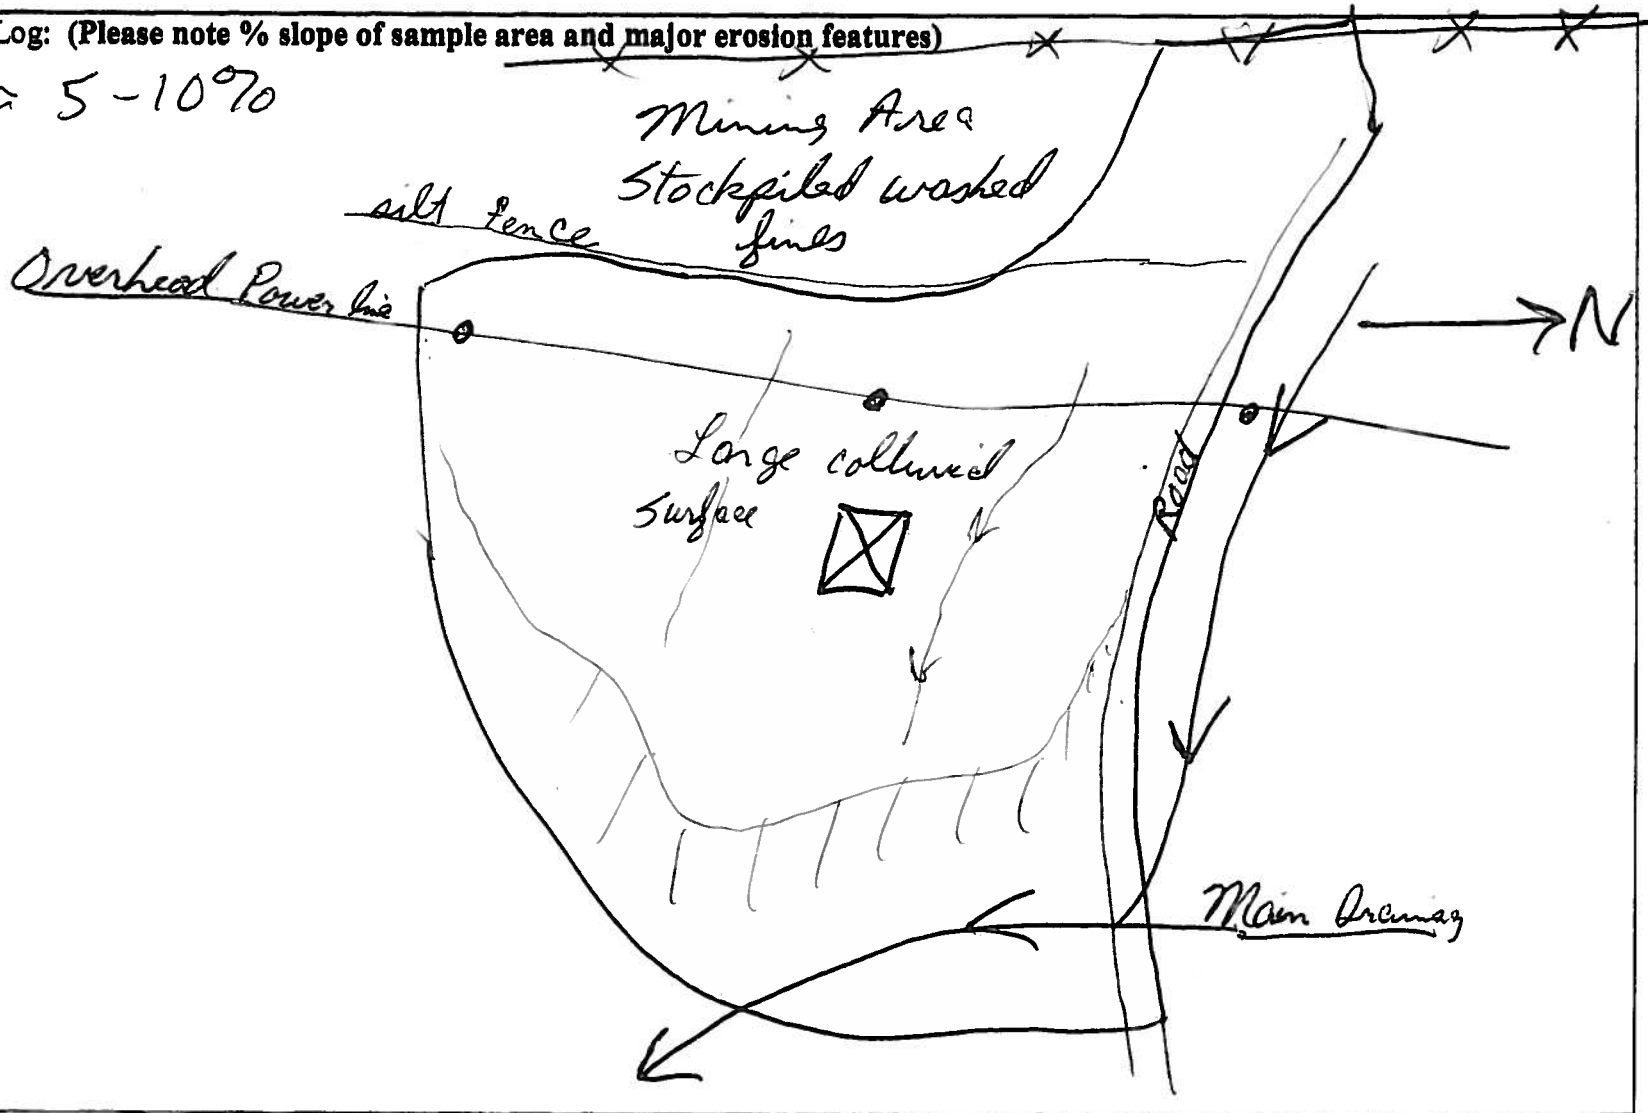 Log: (Please note % slope of sample area and major erosion features)
≈ 5-10%
Mining Area
Stockpiled washed
fines
silt fence
Overhead Power line
N
Large colluvial
surface
Road
Main